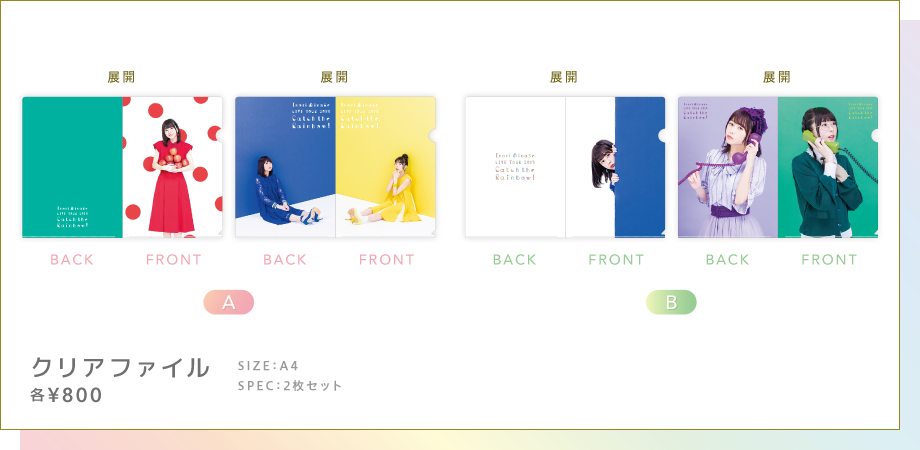 展開
展開
展開
展開
Inori Minase
LIVE TOUR 2019
Catch the
Rainbow!
Inori Minase
LIVE TOUR 2019
Catch the
Rainbow!
Inori Minase
LIVE TOUR 2019
Catch the
Rainbow!
Inori Minase
LIVE TOUR 2019
Catch the
Rainbow!
BACK
FRONT
BACK
FRONT
BACK
FRONT
BACK
FRONT
A
B
クリアファイル
各¥800
SIZE:A4
SPEC:2枚セット